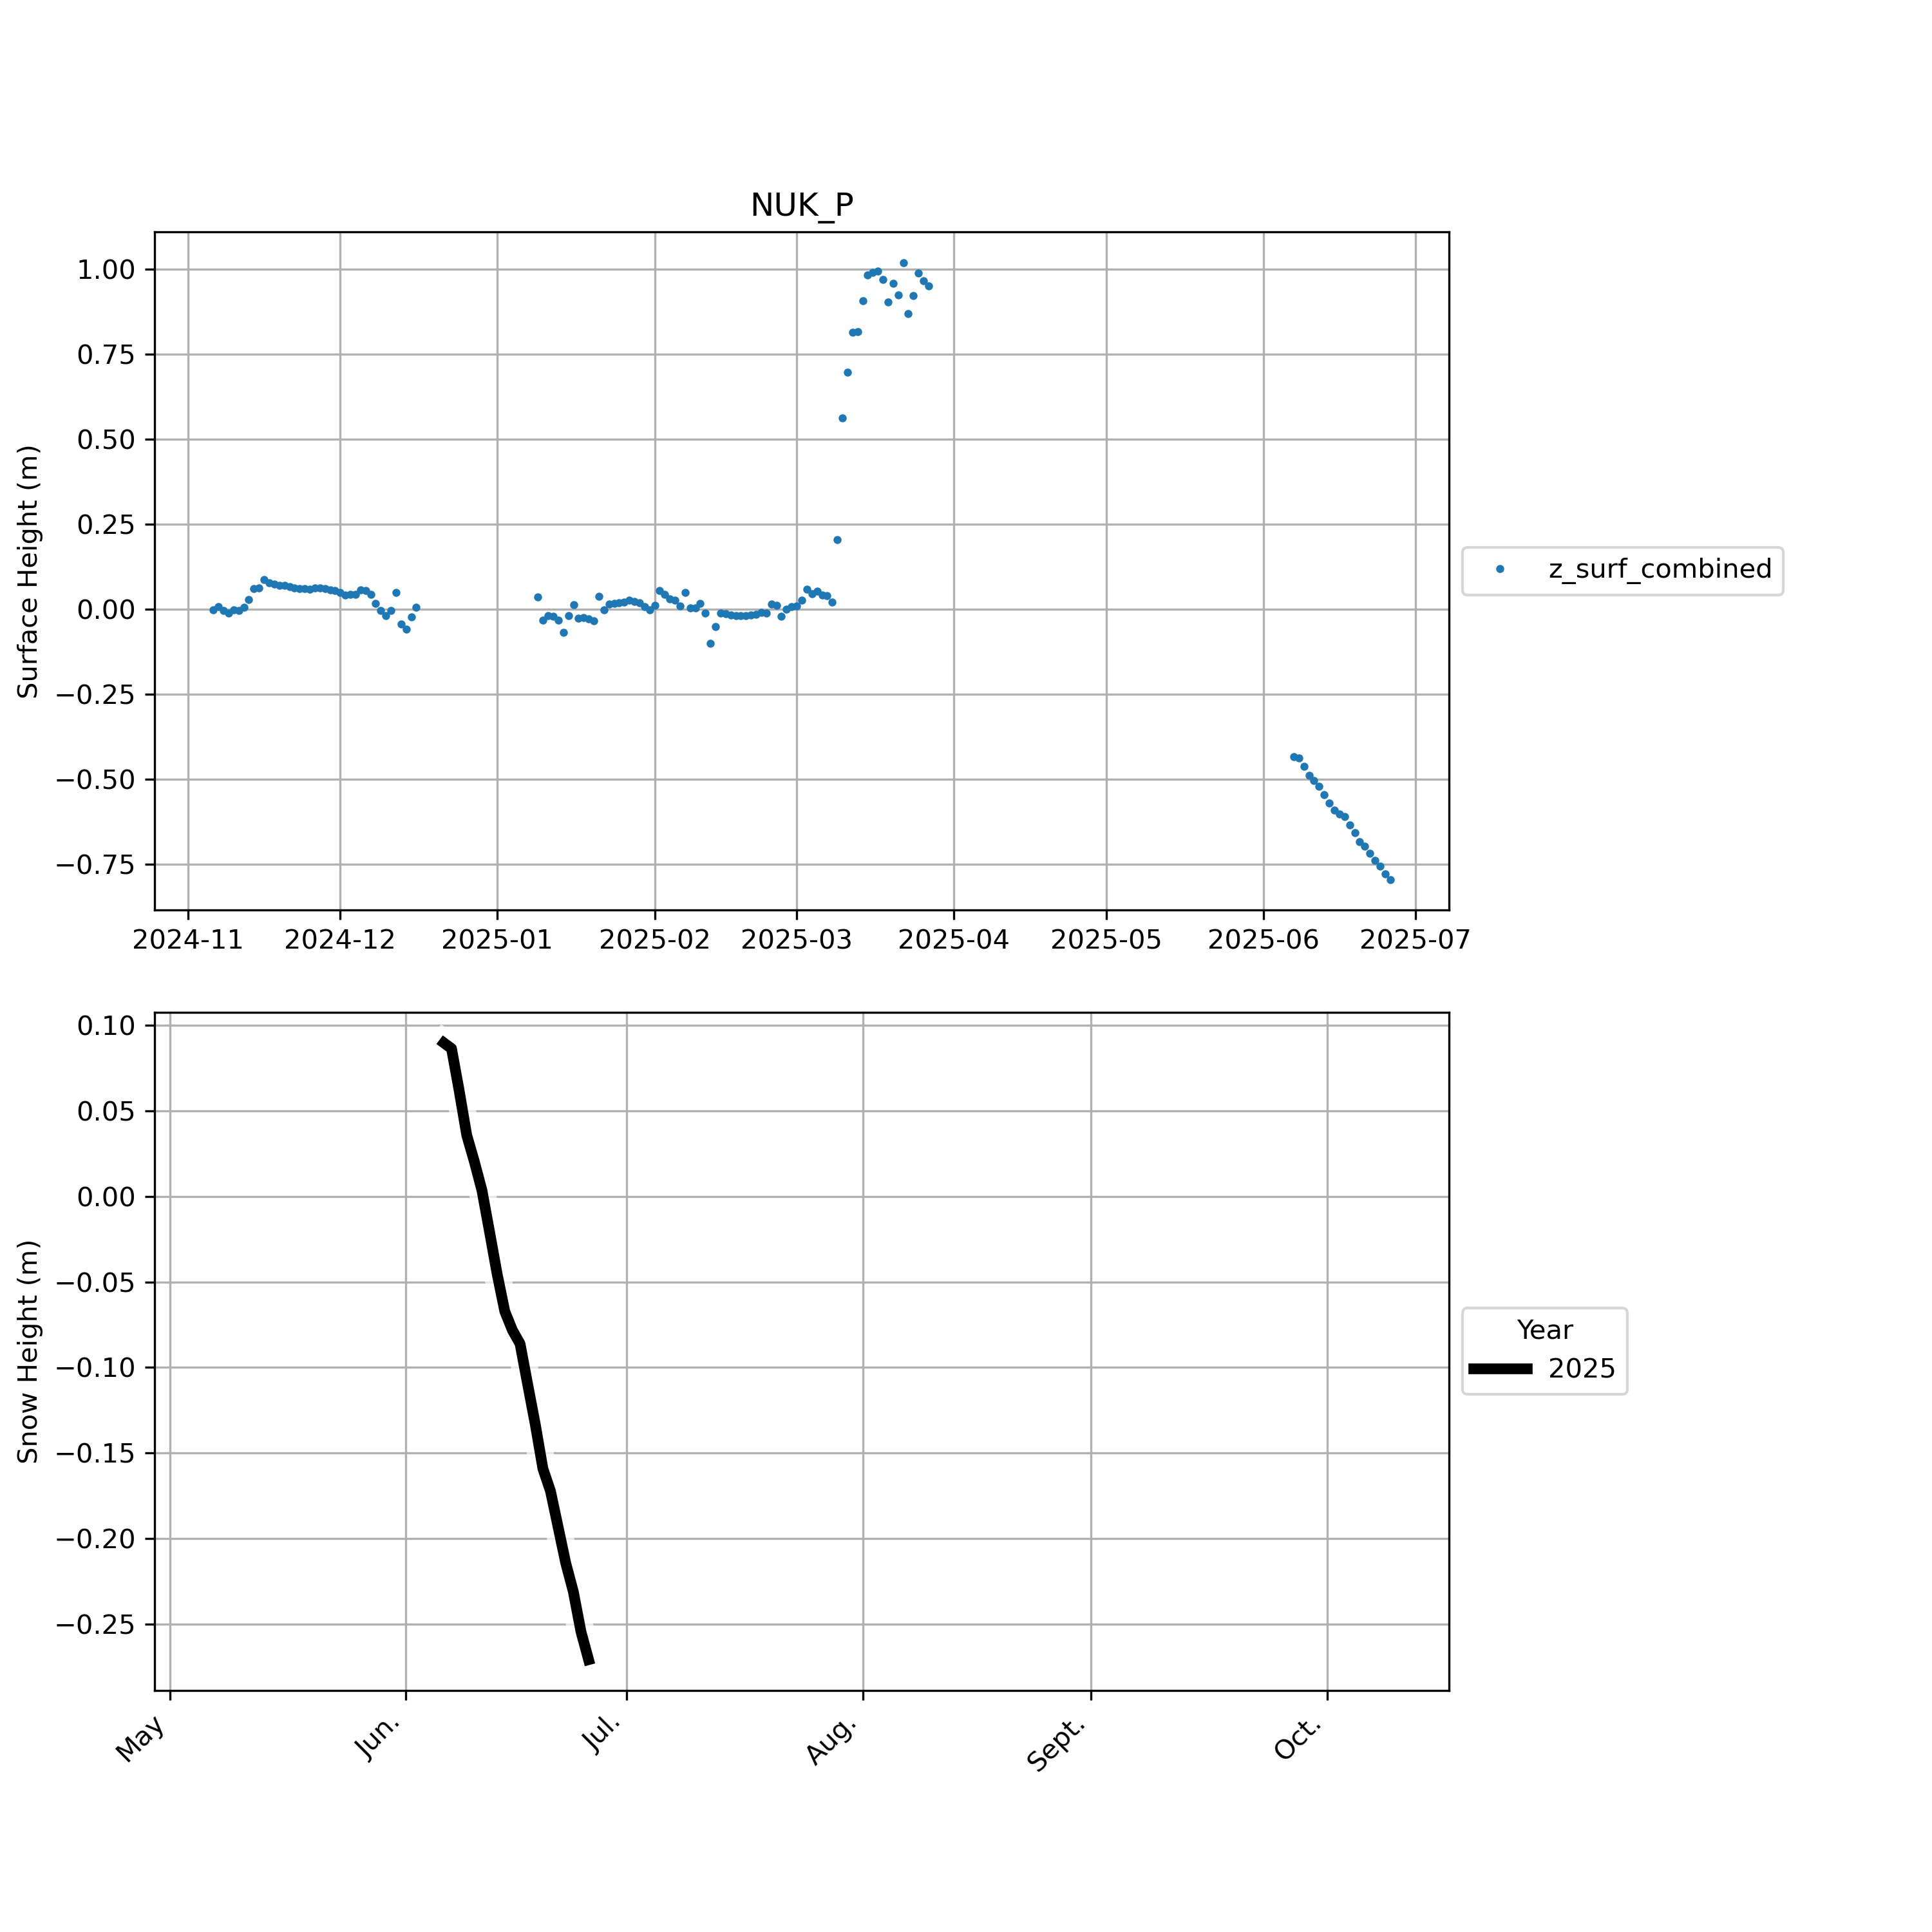 NUK_P
Surface Height (m)
1.00
0.75
0.50
0.25
0.00
−0.25
−0.50
−0.75
2024-11 2024-12 2025-01 2025-02 2025-03 2025-04 2025-05 2025-06 2025-07
z_surf_combined
Snow Height (m)
0.10
0.05
0.00
−0.05
−0.10
−0.15
−0.20
−0.25
May Jun. Jul. Aug. Sept. Oct.
Year
2025